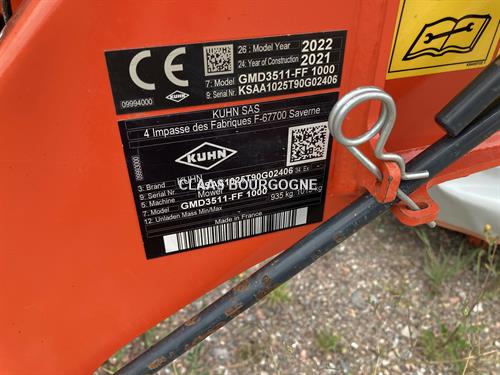 CE
26: Model Year 2022
24: Year of Construction 2021
7: Model GMD3511-FF 1000
9: Serial Nr. KSAA1025T90G02406
09994000
KUHN
KUHN SAS
4 Impasse des Fabriques F-67700 Saverne
KUHN
3: Brand KUHN
9: Serial Nr. KSAA1025T90G02406
5: Machine Mower
7: Model GMD3511-FF 1000
12: Unladen Mass Min/Max 935 kg
Made in France
CLAAS BOURGOGNE